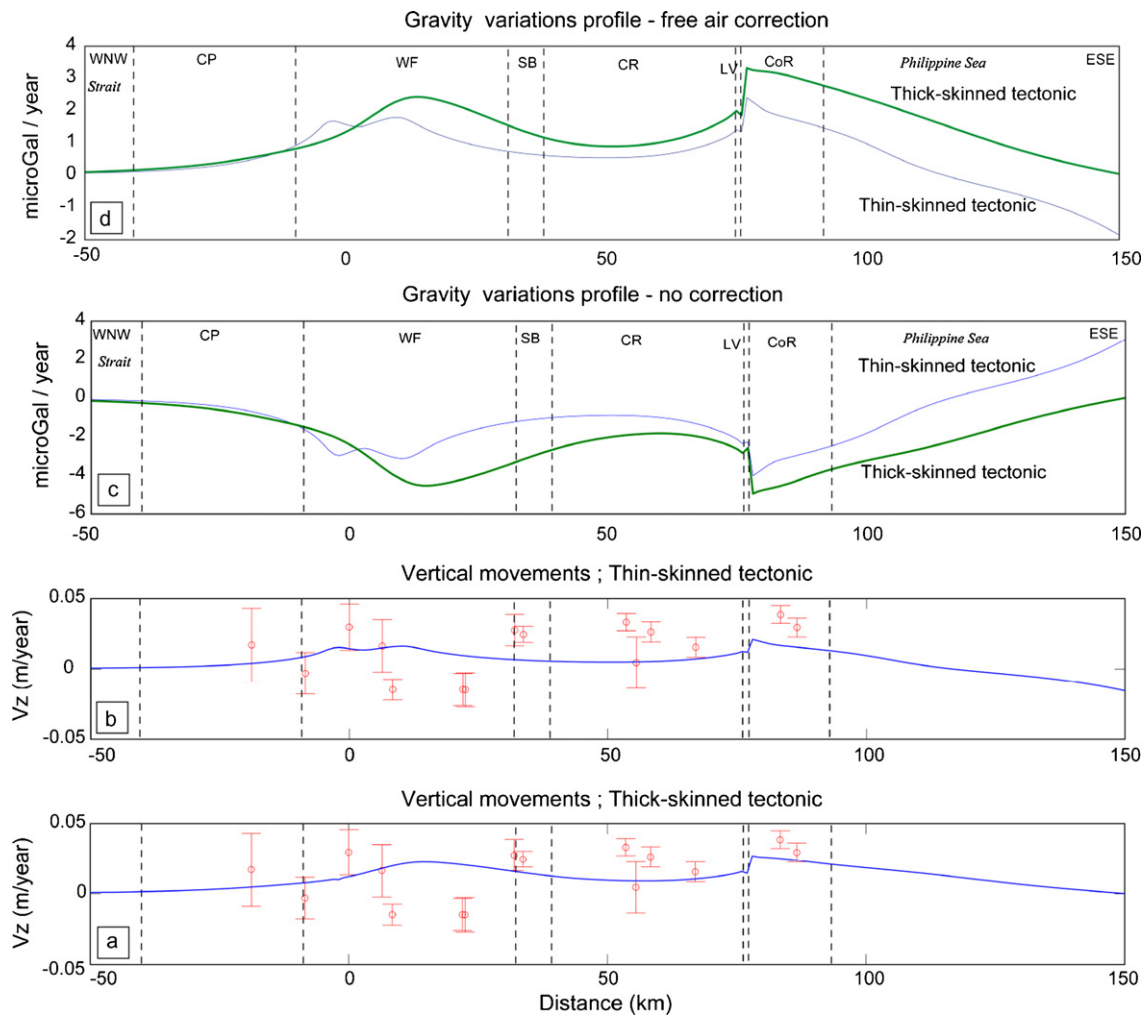 Gravity variations profile - free air correction
microGal / year
4
3
2
1
0
-1
-2
WNW CP WF SB CR LV CoR Philippine Sea ESE
Strait
Thick-skinned tectonic
Thin-skinned tectonic
d
-50 0 50 100 150
Gravity variations profile - no correction
microGal / year
4
2
0
-2
-4
-6
WNW CP WF SB CR LV CoR Philippine Sea ESE
Strait
Thin-skinned tectonic
Thick-skinned tectonic
c
-50 0 50 100 150
Vertical movements ; Thin-skinned tectonic
Vz (m/year)
0.05
0
-0.05
b
-50 0 50 100 150
Vertical movements ; Thick-skinned tectonic
Vz (m/year)
0.05
0
-0.05
a
-50 0 50 100 150
Distance (km)